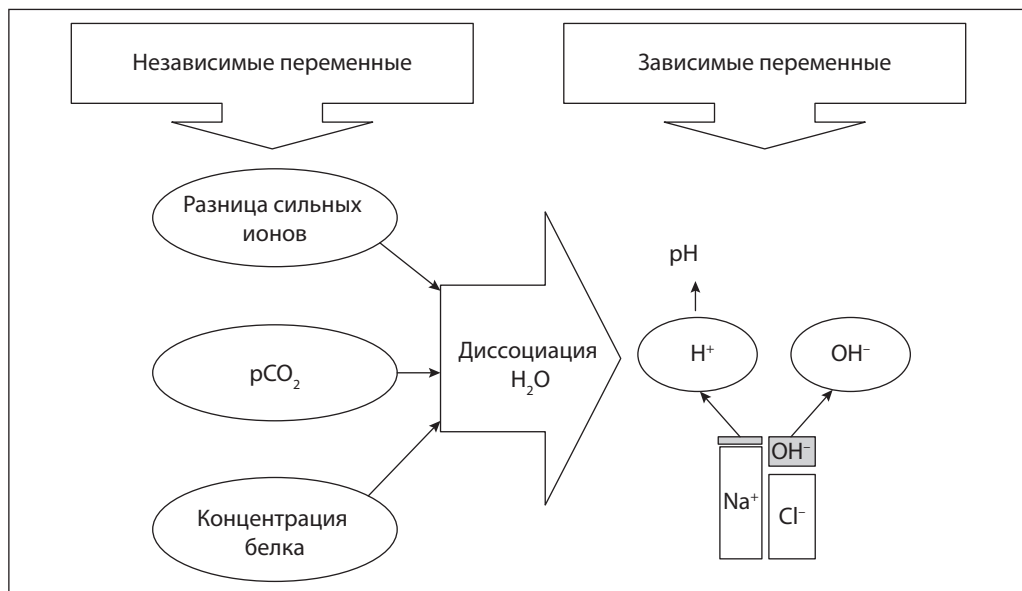 Независимые переменные
Зависимые переменные
Разница сильных
ионов
pCO₂
Концентрация
белка
Диссоциация
H₂O
pH
H⁺
OH⁻
OH⁻
Na⁺
Cl⁻